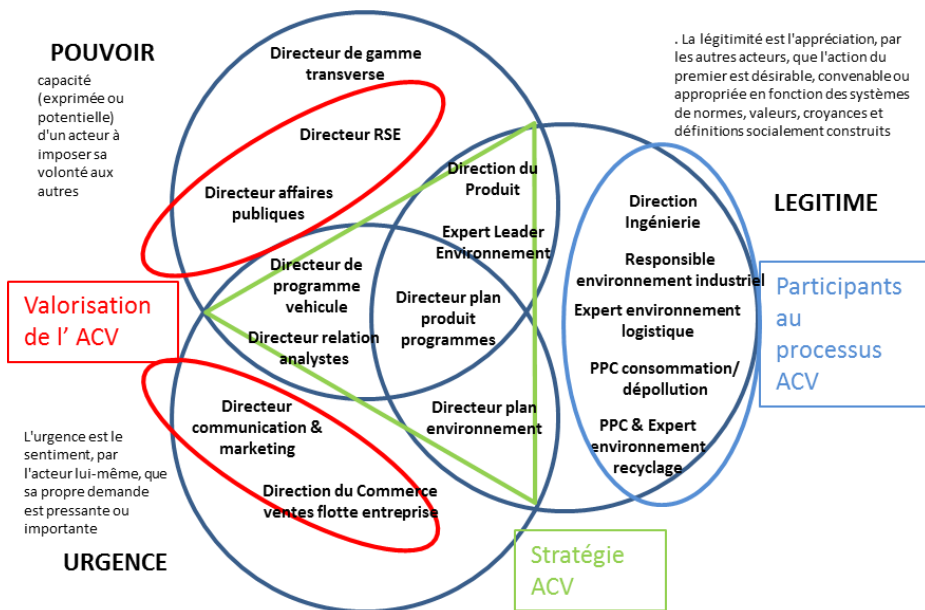 POUVOIR
capacité
(exprimée ou
potentielle)
d'un acteur à
imposer sa
volonté aux
autres
Directeur de gamme
transverse
Directeur RSE
Directeur affaires
publiques
. La légitimité est l'appréciation, par
les autres acteurs, que l'action du
premier est désirable, convenable ou
appropriée en fonction des systèmes
de normes, valeurs, croyances et
définitions socialement construits
LEGITIME
Direction du
Produit
Expert Leader
Environnement
Direction
Ingénierie
Responsible
environnement industriel
Expert environnement
logistique
PPC consommation/
dépollution
PPC & Expert
environnement
recyclage
Participants
au
processus
ACV
Valorisation
de l' ACV
Directeur de
programme
vehicule
Directeur relation
analystes
Directeur plan
produit
programmes
Directeur plan
environnement
Directeur
communication &
marketing
Direction du Commerce
ventes flotte entreprise
L'urgence est le
sentiment, par
l'acteur lui-même, que
sa propre demande
est pressante ou
importante
URGENCE
Stratégie
ACV